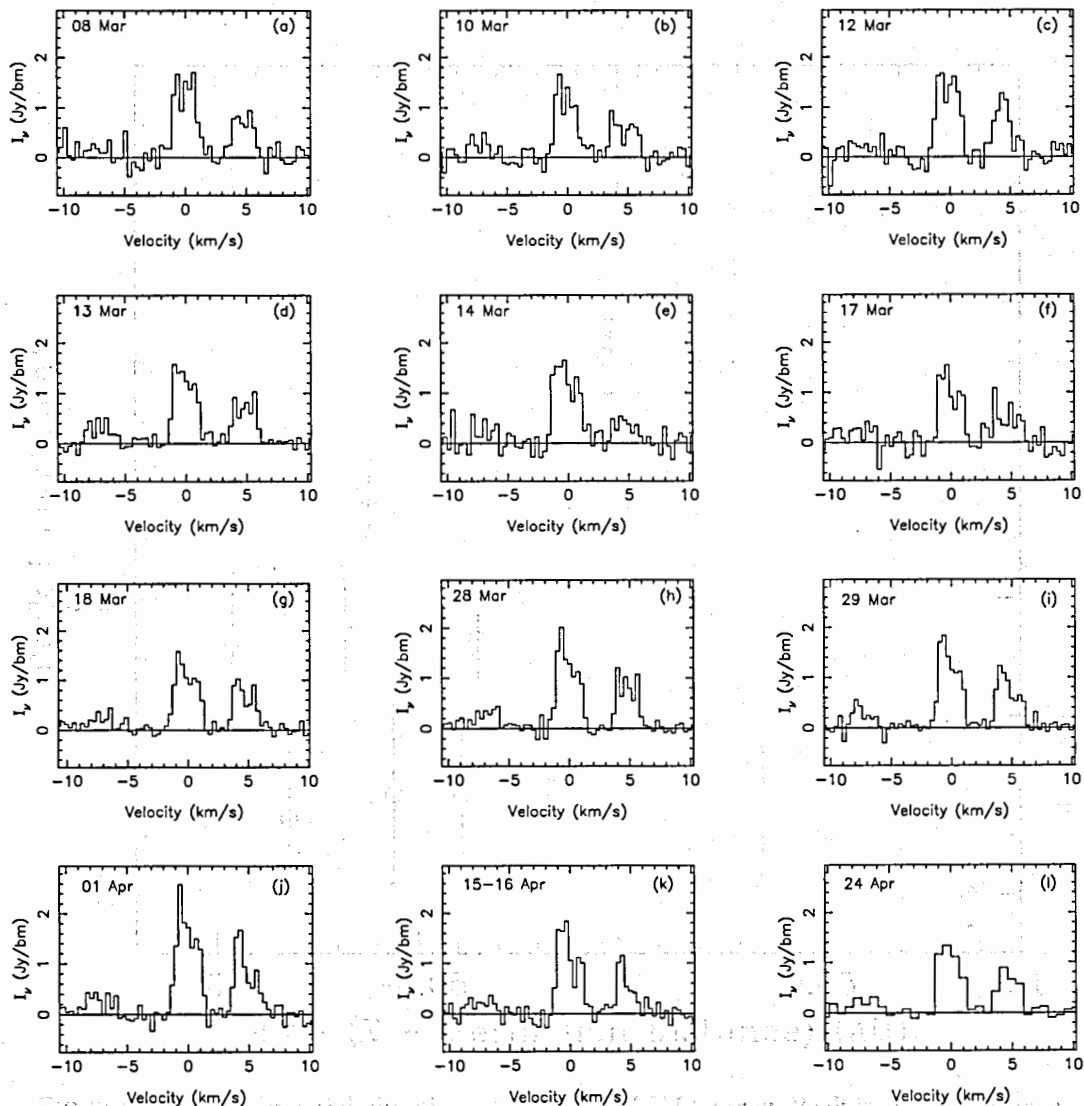 08 Mar (a) 10 Mar (b) 12 Mar (c)
2 2 2
I_ν (Jy/bm) I_ν (Jy/bm) I_ν (Jy/bm)
1 1 1
0 0 0
−10 −5 0 5 10 −10 −5 0 5 10 −10 −5 0 5 10
Velocity (km/s) Velocity (km/s) Velocity (km/s)
13 Mar (d) 14 Mar (e) 17 Mar (f)
2 2 2
I_ν (Jy/bm) I_ν (Jy/bm) I_ν (Jy/bm)
1 1 1
0 0 0
−10 −5 0 5 10 −10 −5 0 5 10 −10 −5 0 5 10
Velocity (km/s) Velocity (km/s) Velocity (km/s)
18 Mar (g) 28 Mar (h) 29 Mar (i)
2 2 2
I_ν (Jy/bm) I_ν (Jy/bm) I_ν (Jy/bm)
1 1 1
0 0 0
−10 −5 0 5 10 −10 −5 0 5 10 −10 −5 0 5 10
Velocity (km/s) Velocity (km/s) Velocity (km/s)
01 Apr (j) 15−16 Apr (k) 24 Apr (l)
2 2 2
I_ν (Jy/bm) I_ν (Jy/bm) I_ν (Jy/bm)
1 1 1
0 0 0
−10 −5 0 5 10 −10 −5 0 5 10 −10 −5 0 5 10
Velocity (km/s) Velocity (km/s) Velocity (km/s)